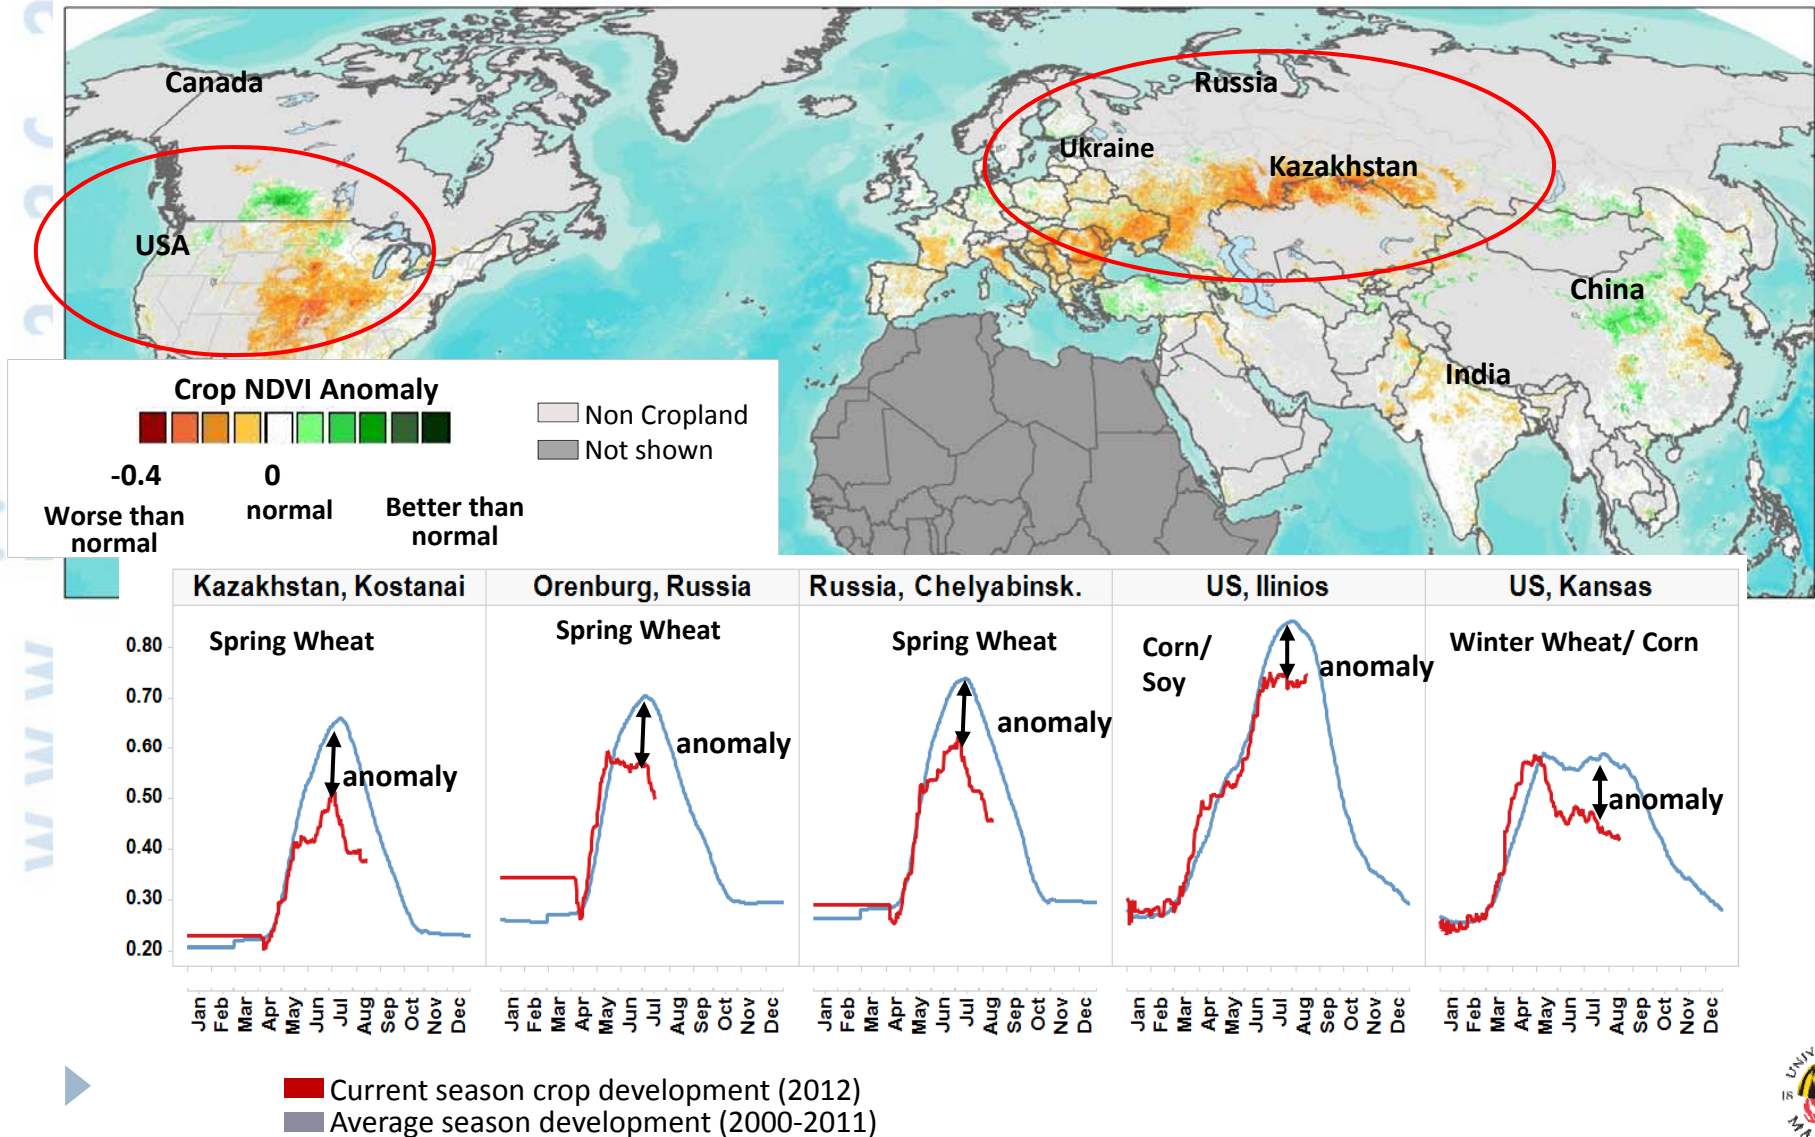 Canada
Russia
Ukraine
Kazakhstan
USA
China
India
Crop NDVI Anomaly
-0.4
0
Worse than
normal
normal
Better than
normal
Non Cropland
Not shown
Kazakhstan, Kostanai
Orenburg, Russia
Russia, Chelyabinsk.
US, Ilinios
US, Kansas
Spring Wheat
Spring Wheat
Spring Wheat
Corn/
Soy
Winter Wheat/ Corn
anomaly
anomaly
anomaly
anomaly
anomaly
0.80
0.70
0.60
0.50
0.40
0.30
0.20
Jan Feb Mar Apr May Jun Jul Aug Sep Oct Nov Dec
Jan Feb Mar Apr May Jun Jul Aug Sep Oct Nov Dec
Jan Feb Mar Apr May Jun Jul Aug Sep Oct Nov Dec
Jan Feb Mar Apr May Jun Jul Aug Sep Oct Nov Dec
Jan Feb Mar Apr May Jun Jul Aug Sep Oct Nov Dec
Current season crop development (2012)
Average season development (2000-2011)
www